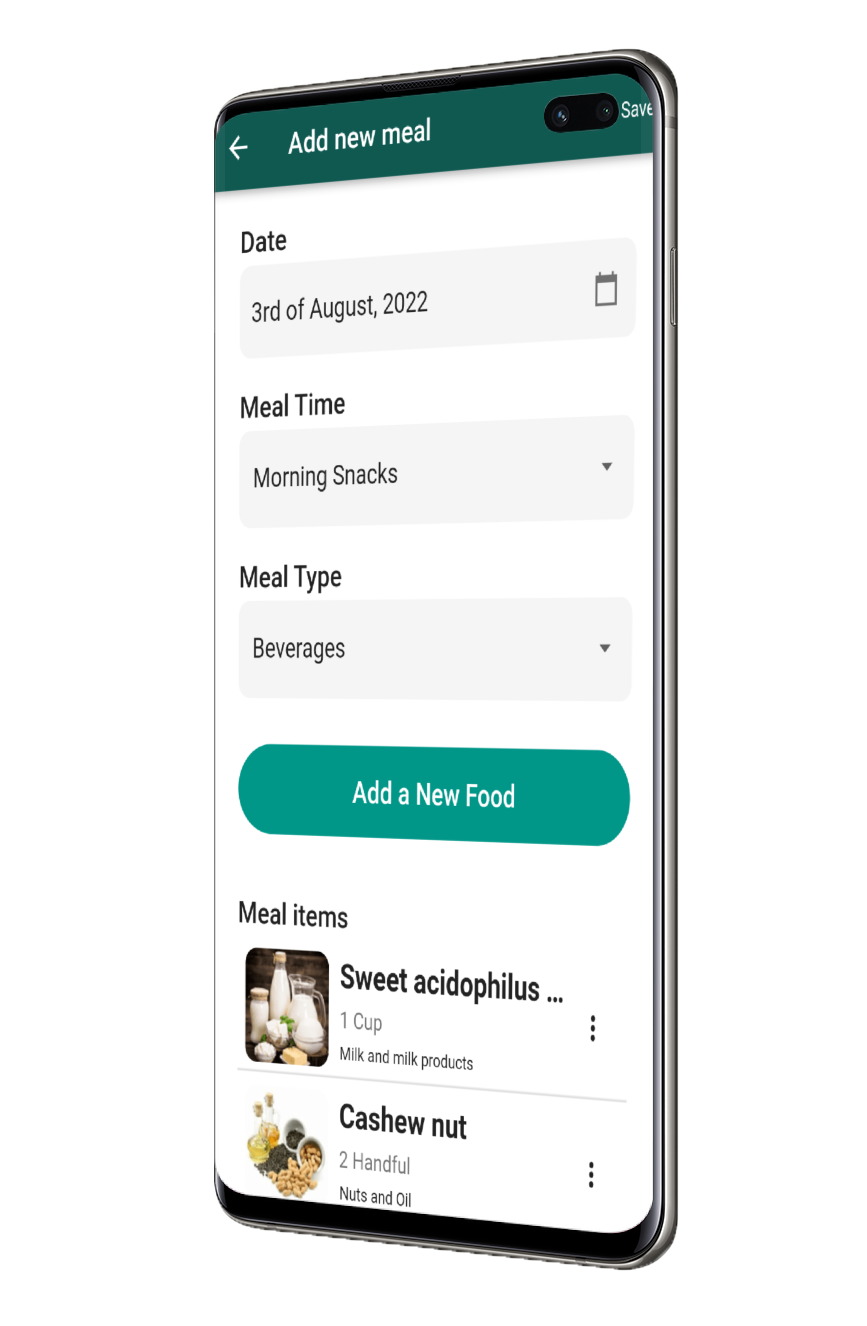 Add new meal
Save
Date
3rd of August, 2022
Meal Time
Morning Snacks
Meal Type
Beverages
Add a New Food
Meal items
Sweet acidophilus ...
1 Cup
Milk and milk products
Cashew nut
2 Handful
Nuts and Oil